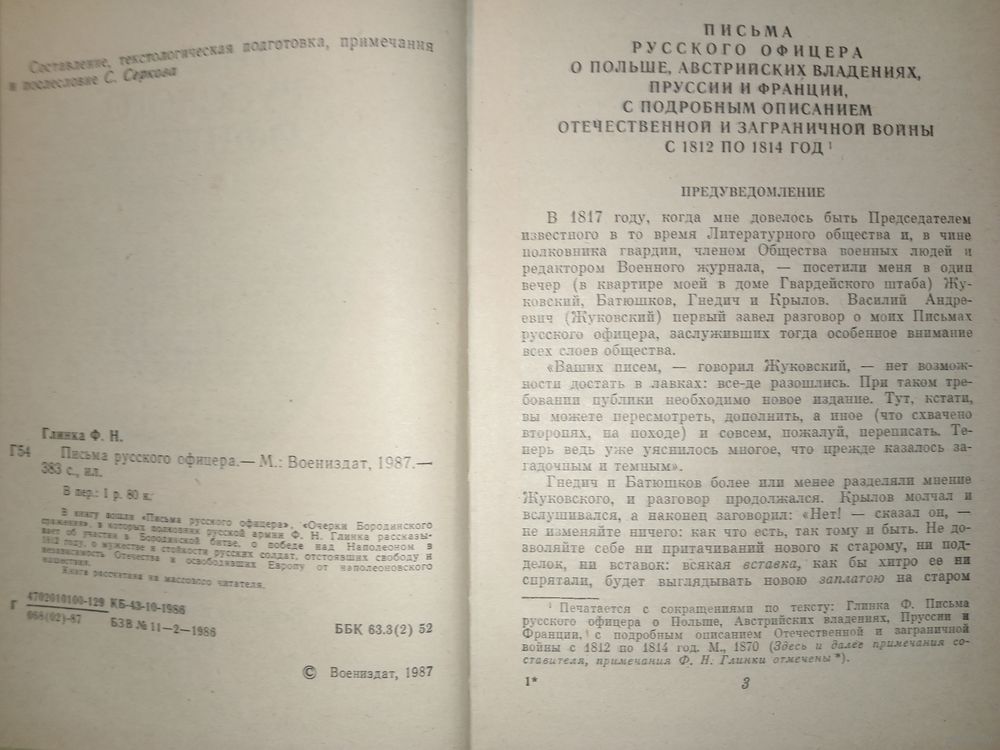 Составление, текстологическая подготовка, примечания
и послесловие С. Серкова
Глинка Ф. Н.
Г54 Письма русского офицера.— М.: Воениздат, 1987.—
383 с., ил.
В пер.: 1 р. 80 к.
В книгу вошли «Письма русского офицера», «Очерки Бородинского
сражения», в которых полковник русской армии Ф. Н. Глинка рассказы-
вает об участии в Бородинской битве, о победе над Наполеоном в
1812 году, о мужестве и стойкости русских солдат, отстоявших свободу и
независимость Отечества и освободивших Европу от наполеоновского
нашествия.
Книга рассчитана на массового читателя.
Г 4702010100-129 КБ-43-10-1986
068(02)-87 БЗВ № 11—2—1986
ББК 63.3(2) 52
© Воениздат, 1987
ПИСЬМА
РУССКОГО ОФИЦЕРА
О ПОЛЬШЕ, АВСТРИЙСКИХ ВЛАДЕНИЯХ,
ПРУССИИ И ФРАНЦИИ,
С ПОДРОБНЫМ ОПИСАНИЕМ
ОТЕЧЕСТВЕННОЙ И ЗАГРАНИЧНОЙ ВОЙНЫ
С 1812 ПО 1814 ГОД ¹
ПРЕДУВЕДОМЛЕНИЕ
В 1817 году, когда мне довелось быть Председателем
известного в то время Литературного общества и, в чине
полковника гвардии, членом Общества военных людей и
редактором Военного журнала, — посетили меня в один
вечер (в квартире моей в доме Гвардейского штаба) Жу-
ковский, Батюшков, Гнедич и Крылов. Василий Андре-
евич (Жуковский) первый завел разговор о моих Письмах
русского офицера, заслуживших тогда особенное внимание
всех слоев общества.
«Ваших писем, — говорил Жуковский, — нет возмож-
ности достать в лавках: все-де разошлись. При таком тре-
бовании публики необходимо новое издание. Тут, кстати,
вы можете пересмотреть, дополнить, а иное (что схвачено
второпях, на походе) и совсем, пожалуй, переписать. Те-
перь ведь уже уяснилось многое, что прежде казалось за-
гадочным и темным».
Гнедич и Батюшков более или менее разделяли мнение
Жуковского, и разговор продолжался. Крылов молчал и
вслушивался, а наконец заговорил: «Нет! — сказал он, —
не изменяйте ничего: как что есть, так тому и быть. Не до-
зволяйте себе ни притачиваний нового к старому, ни под-
делок, ни вставок: всякая вставка, как бы хитро ее ни
спрятали, будет выглядывать новою заплатою на старом
¹ Печатается с сокращениями по тексту: Глинка Ф. Письма
русского офицера о Польше, Австрийских владениях, Пруссии и
Франции, с подробным описанием Отечественной и заграничной
войны с 1812 по 1814 год. М., 1870 (Здесь и далее примечания со-
ставителя, примечания Ф. Н. Глинки отмечены *).
1*
3